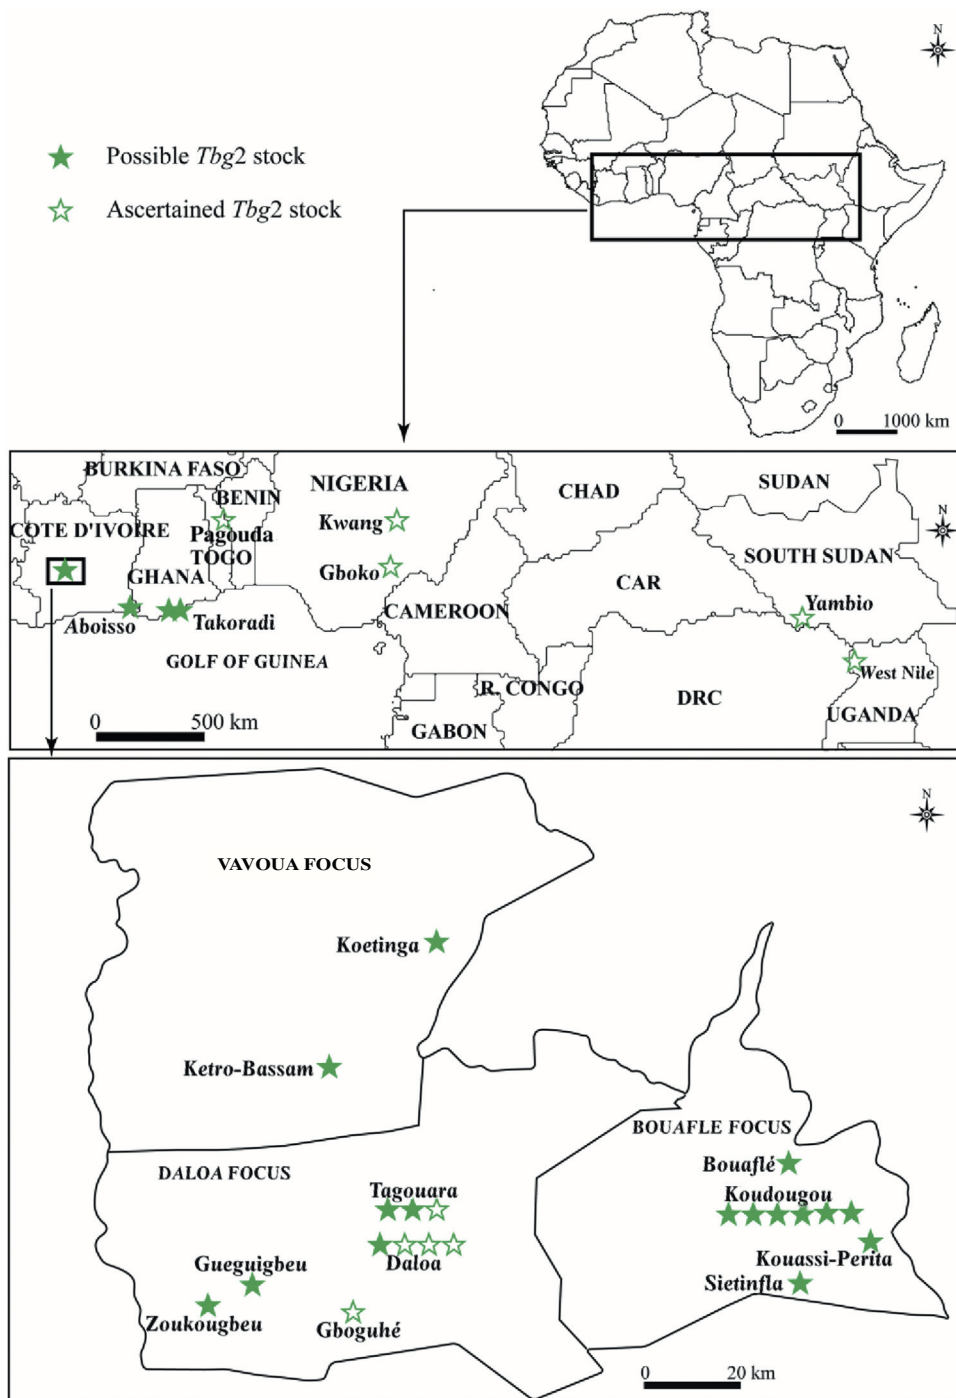 N
Possible Tbg2 stock
Ascertained Tbg2 stock
0 1000 km
BURKINA FASO
BENIN
NIGERIA
CHAD
SUDAN
N
COTE D'IVOIRE
Pagouda
Kwang
TOGO
SOUTH SUDAN
GHANA
Gboko
CAR
CAMEROON
Yambio
Aboisso
Takoradi
GOLF OF GUINEA
West Nile
R. CONGO
DRC
0 500 km
GABON
UGANDA
N
VAVOUA FOCUS
Koetinga
Ketro-Bassam
BOUAFLE FOCUS
DALOA FOCUS
Bouaflé
Tagouara
Koudougou
Daloa
Gueguigbeu
Kouassi-Perita
Sietinfla
Zoukougbeu
Gboguhé
0 20 km